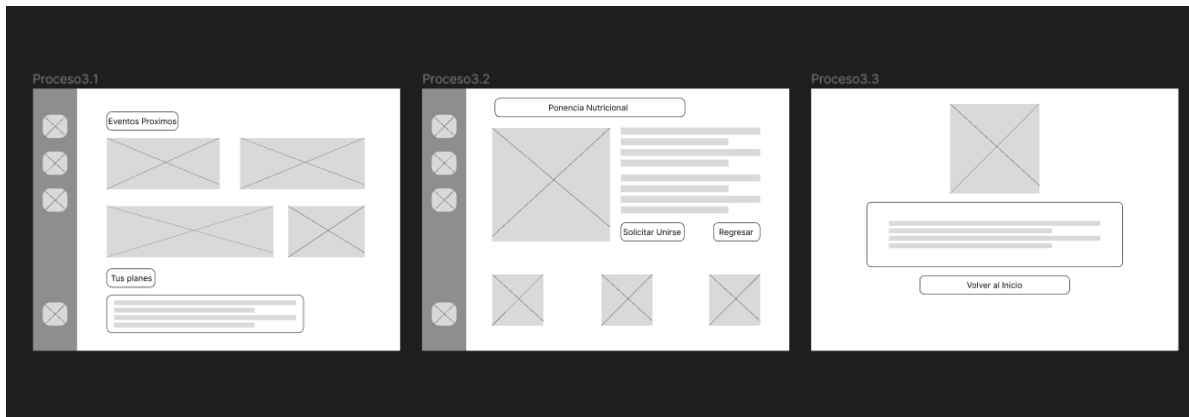 Proceso3.1
Proceso3.2
Proceso3.3
Eventos Proximos
Tus planes
Ponencia Nutricional
Solicitar Unirse
Regresar
Volver al Inicio